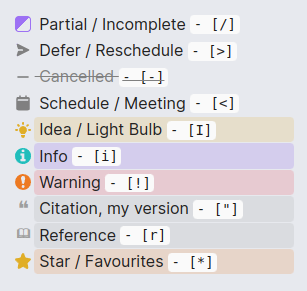 Partial / Incomplete - [/]
Defer / Reschedule - [>]
Cancelled - [-]
Schedule / Meeting - [<]
Idea / Light Bulb - [I]
Info - [i]
Warning - [!]
Citation, my version - ["]
Reference - [r]
Star / Favourites - [*]